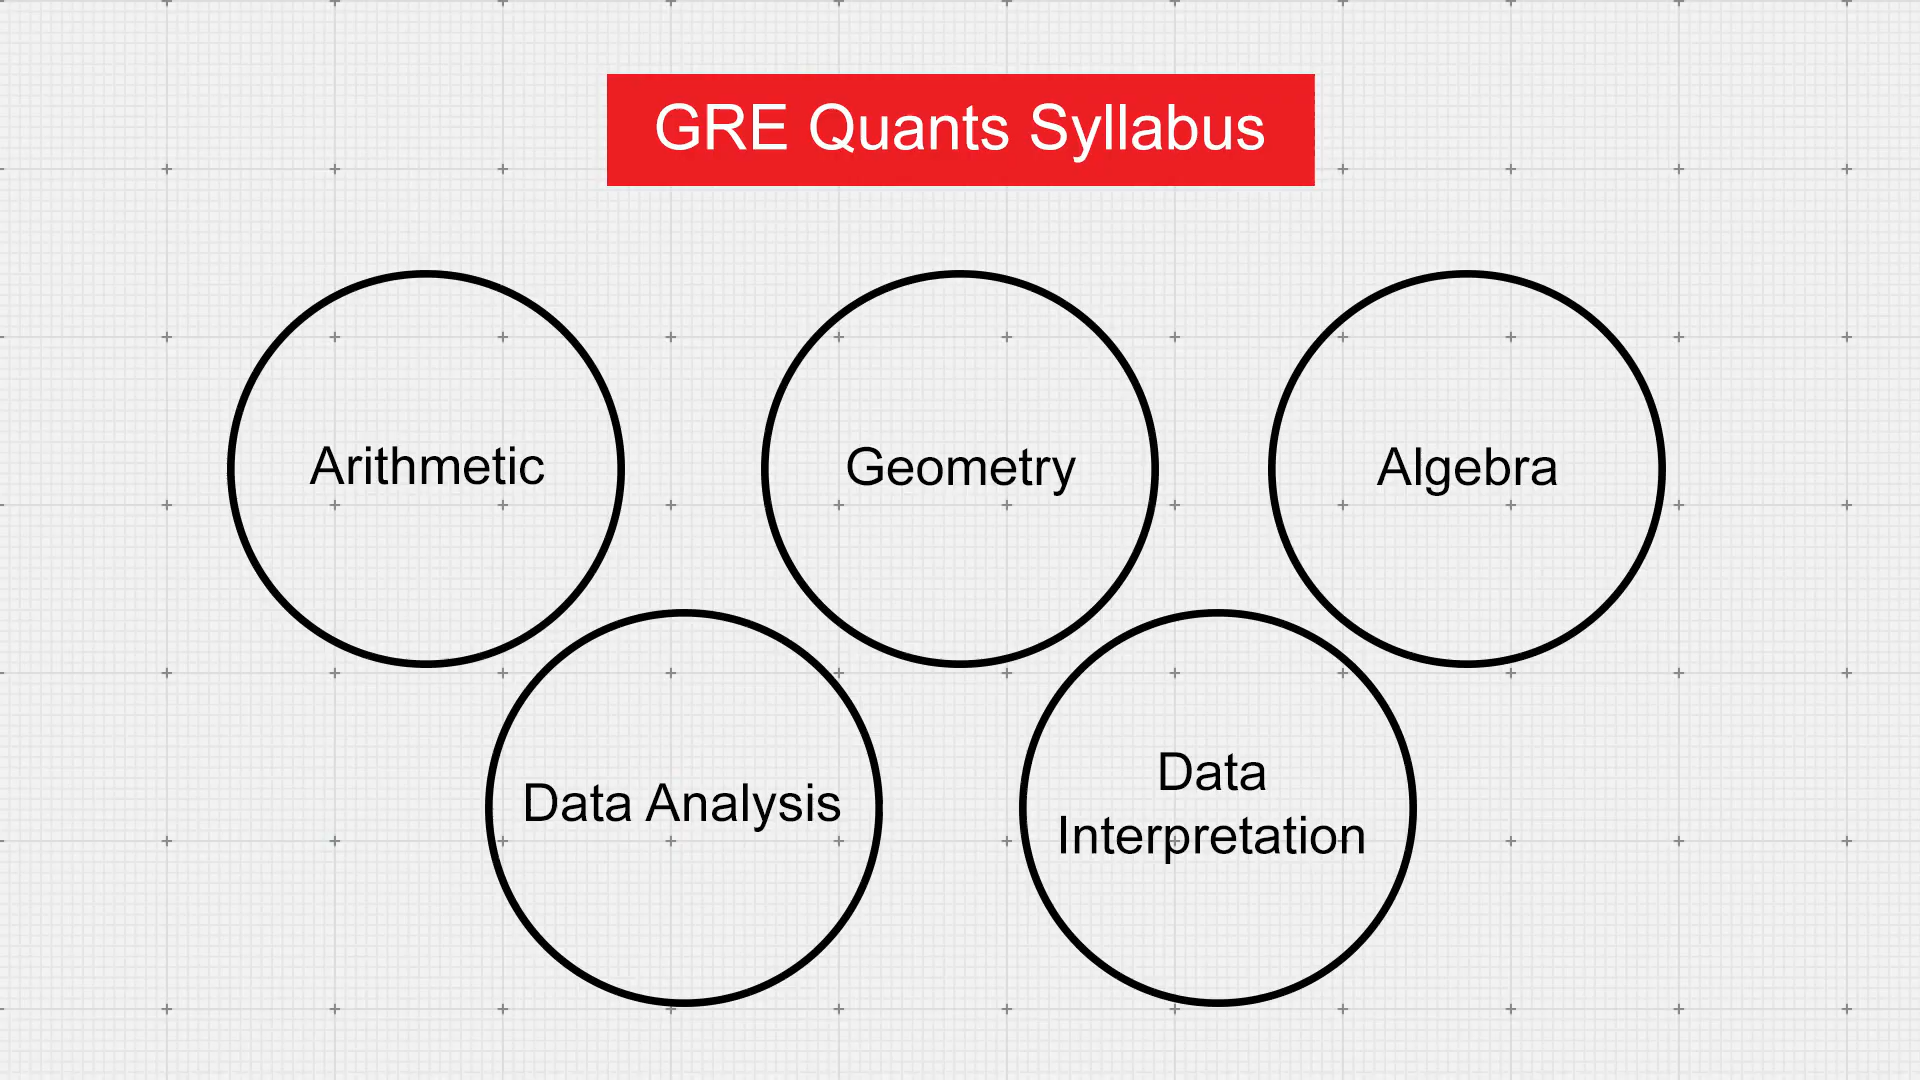 GRE Quants Syllabus
Arithmetic
Geometry
Algebra
Data Analysis
Data
Interpretation